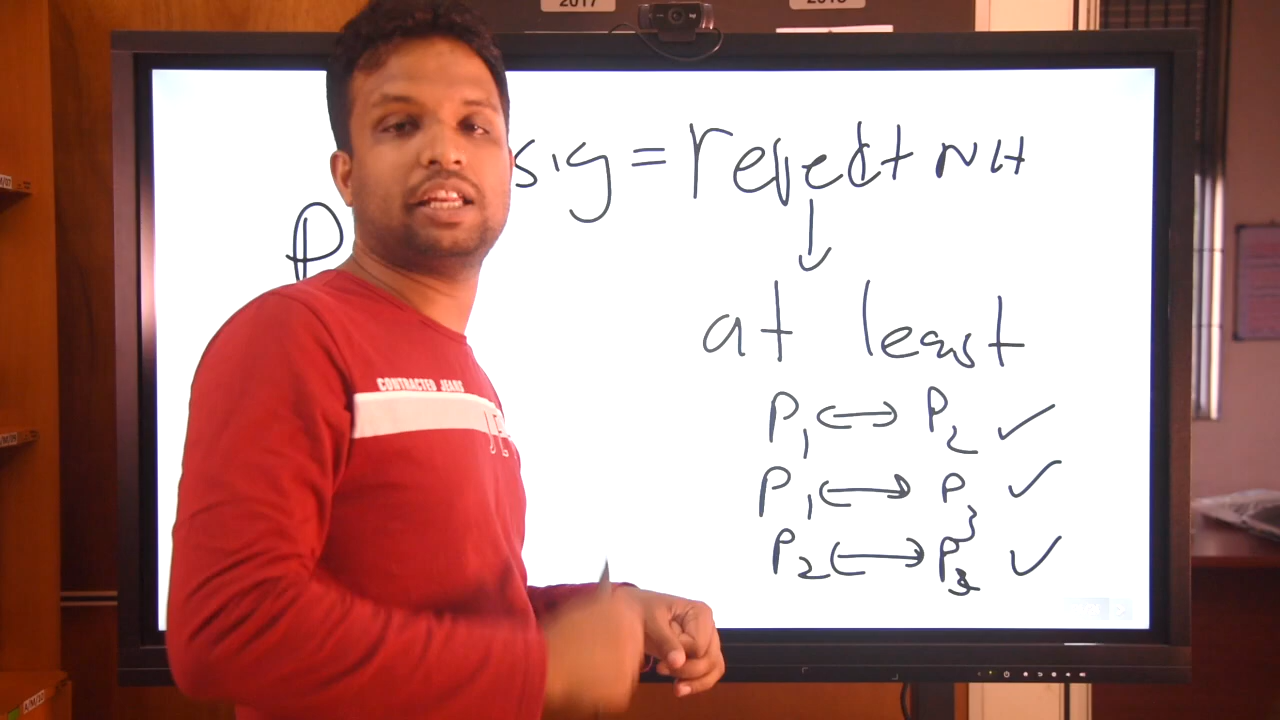 2017
sig = reject NH
P
↓
at least
P1 ↔ P2 ✓
P1 ↔ P3 ✓
P2 ↔ P3 ✓
CONTRACTED JEANS